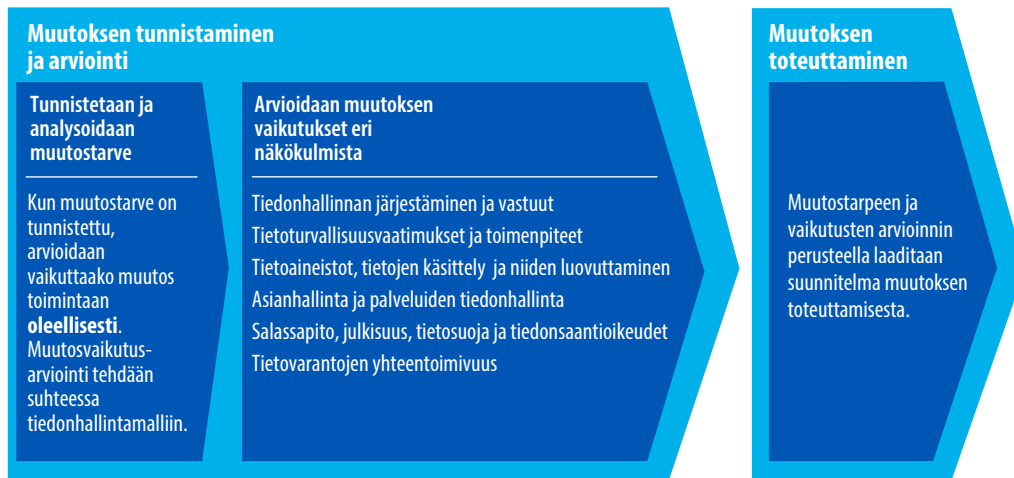 Muutoksen tunnistaminen
ja arviointi
Tunnistetaan ja
analysoidaan
muutostarve
Kun muutostarve on
tunnistettu,
arvioidaan
vaikuttaako muutos
toimintaan
oleellisesti.
Muutosvaikutus-
arviointi tehdään
suhteessa
tiedonhallintamalliin.
Arvioidaan muutoksen
vaikutukset eri
näkökulmista
Tiedonhallinnan järjestäminen ja vastuut
Tietoturvallisuusvaatimukset ja toimenpiteet
Tietoaineistot, tietojen käsittely ja niiden luovuttaminen
Asianhallinta ja palveluiden tiedonhallinta
Salassapito, julkisuus, tietosuoja ja tiedonsaantioikeudet
Tietovarantojen yhteentoimivuus
Muutoksen
toteuttaminen
Muutostarpeen ja
vaikutusten arvioinnin
perusteella laaditaan
suunnitelma muutoksen
toteuttamisesta.